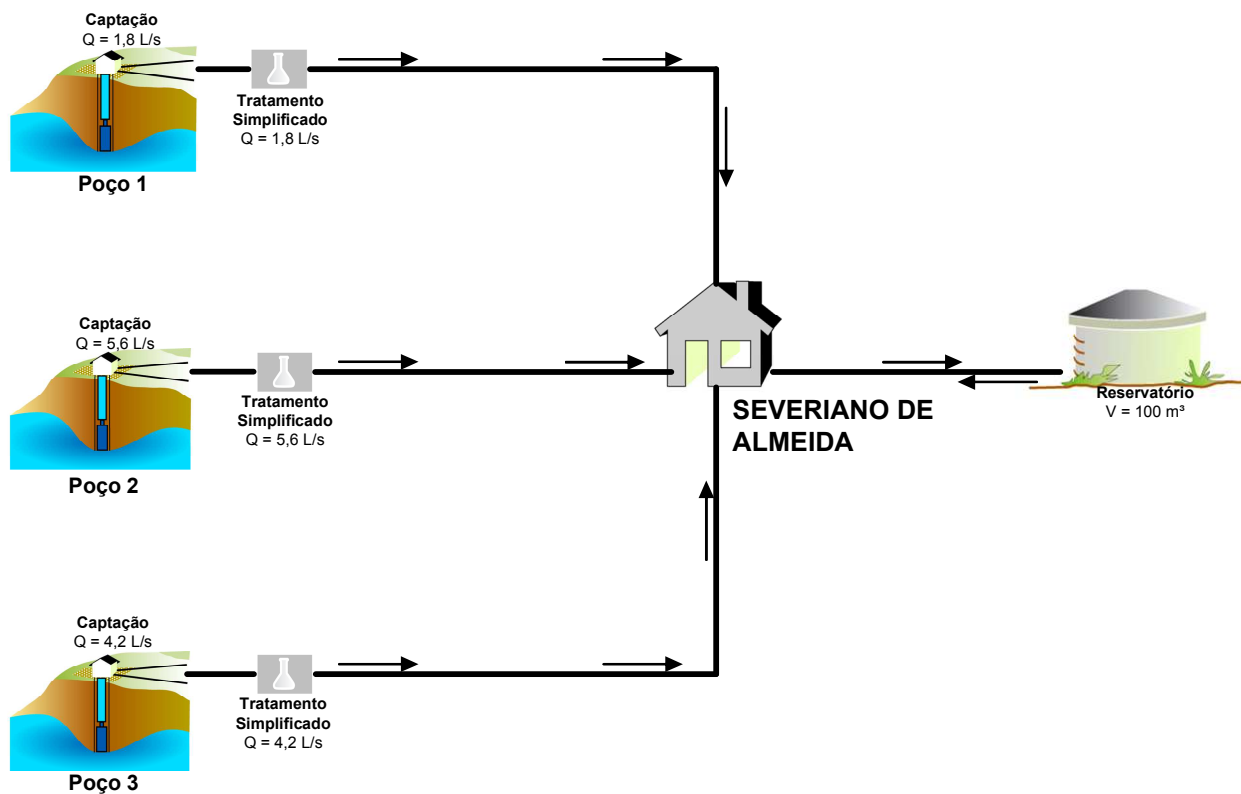 Captação
Q = 1,8 L/s
Tratamento
Simplificado
Q = 1,8 L/s
Poço 1
Captação
Q = 5,6 L/s
Tratamento
Simplificado
Q = 5,6 L/s
Poço 2
SEVERIANO DE
ALMEIDA
Reservatório
V = 100 m³
Captação
Q = 4,2 L/s
Tratamento
Simplificado
Q = 4,2 L/s
Poço 3